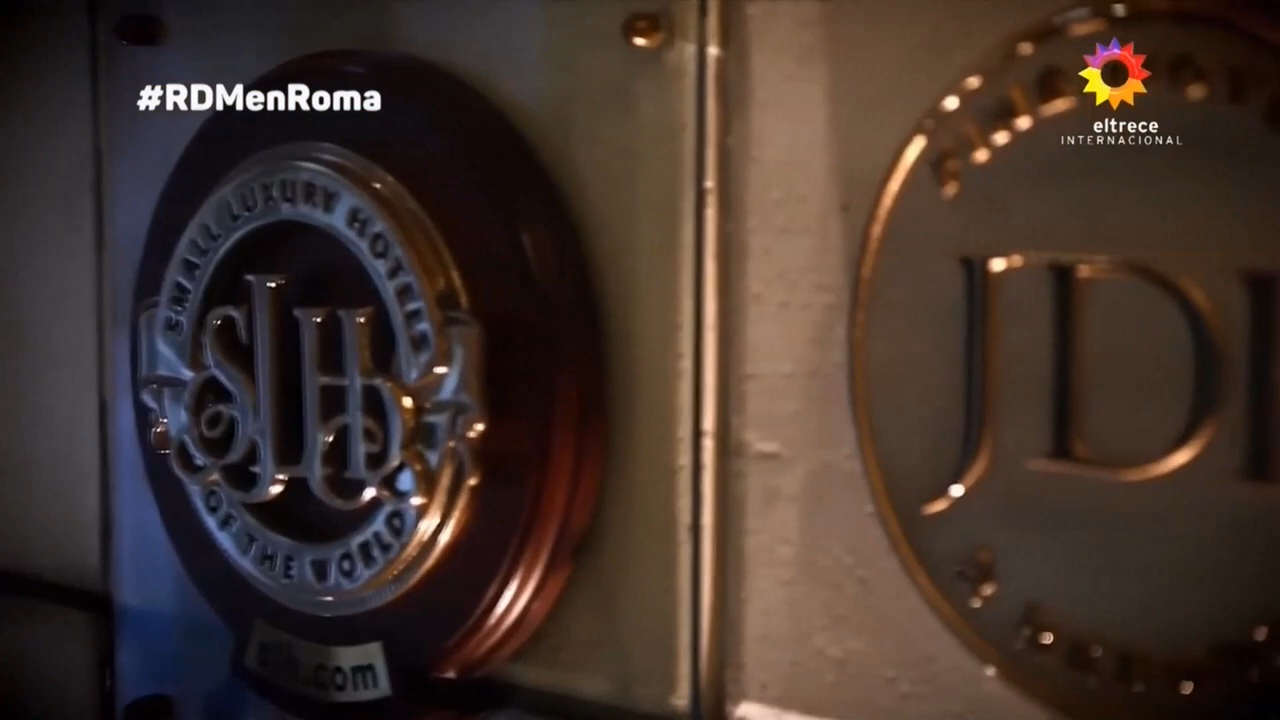 #RDMenRoma
eltrece
INTERNACIONAL
SMALL LUXURY HOTELS
SLH
OF THE WORLD
slh.com
JD